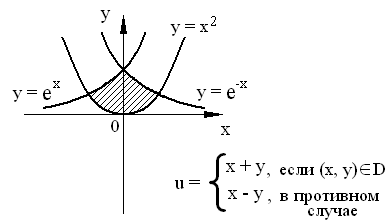 y
y = x²
y = eˣ
y = e⁻ˣ
0
x
u = { x + y, если (x, y)∈D
x - y, в противном
случае